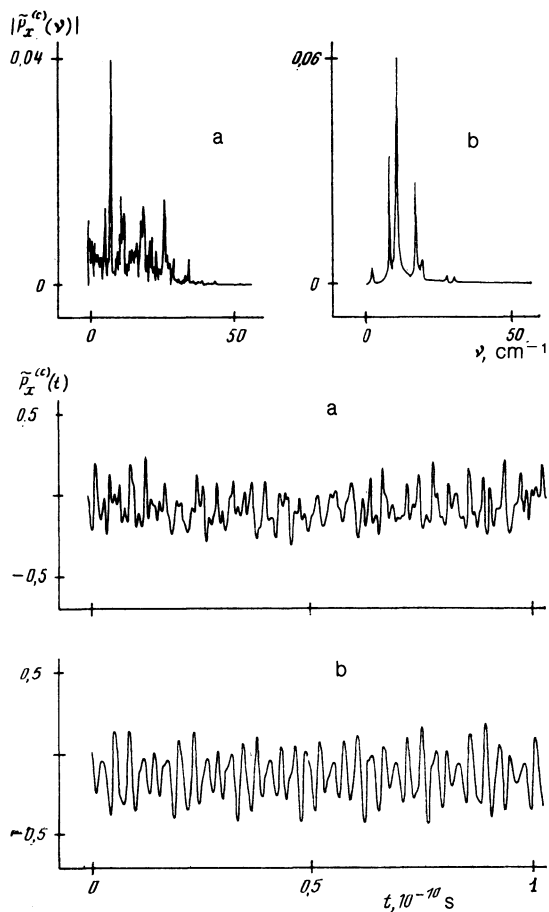 |p̃ₓ⁽ᶜ⁾(ν)|
0,04
a
0
0 50
0,06
b
0
0 50
ν, cm⁻¹
p̃ₓ⁽ᶜ⁾(t)
0.5
a
−0,5
0,5
b
−0,5
0 0,5 1
t, 10⁻¹⁰ s